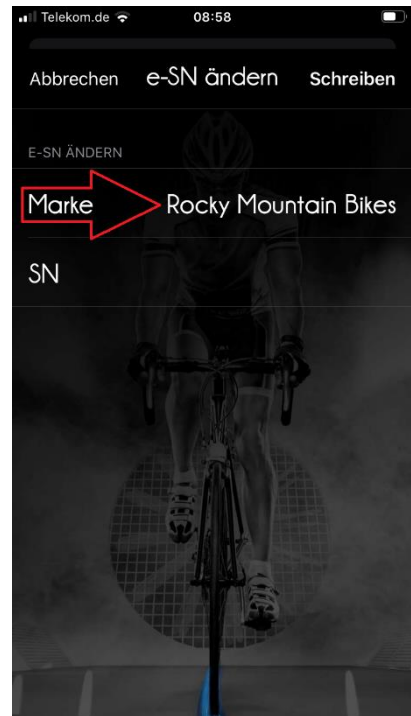 Telekom.de 08:58
Abbrechen e-SN ändern Schreiben
E-SN ÄNDERN
Marke Rocky Mountain Bikes
SN